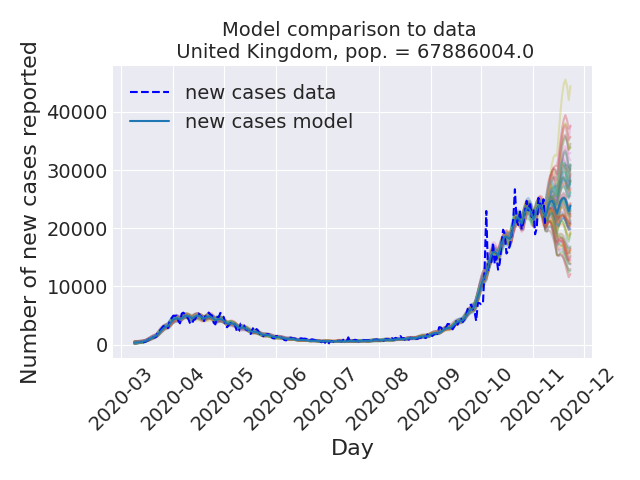 Model comparison to data
United Kingdom, pop. = 67886004.0
Number of new cases reported
40000
30000
20000
10000
0
new cases data
new cases model
2020-03
2020-04
2020-05
2020-06
2020-07
2020-08
2020-09
2020-10
2020-11
2020-12
Day